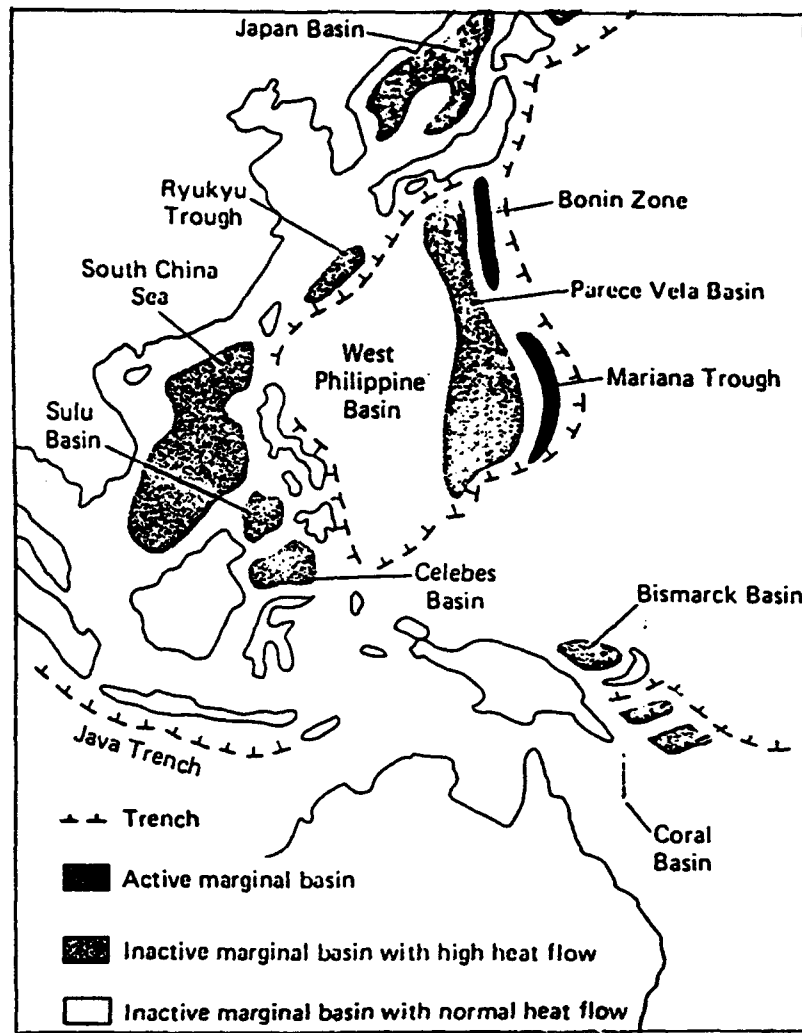 Japan Basin
Ryukyu
Trough
Bonin Zone
South China
Sea
Parece Vela Basin
West
Philippine
Basin
Mariana Trough
Sulu
Basin
Celebes
Basin
Bismarck Basin
Java Trench
Trench
Coral
Basin
Active marginal basin
Inactive marginal basin with high heat flow
Inactive marginal basin with normal heat flow